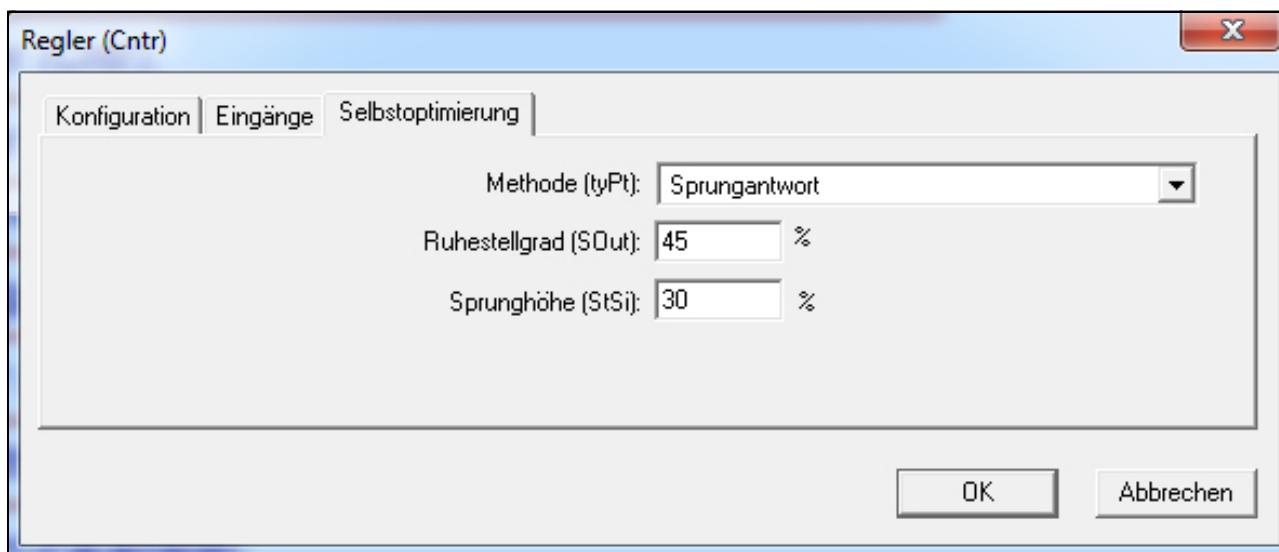 Regler (Cntr)
Konfiguration Eingänge Selbstoptimierung
Methode (tyPt): Sprungantwort
Ruhestellgrad (SOut): 45 %
Sprunghöhe (StSi): 30 %
OK Abbrechen